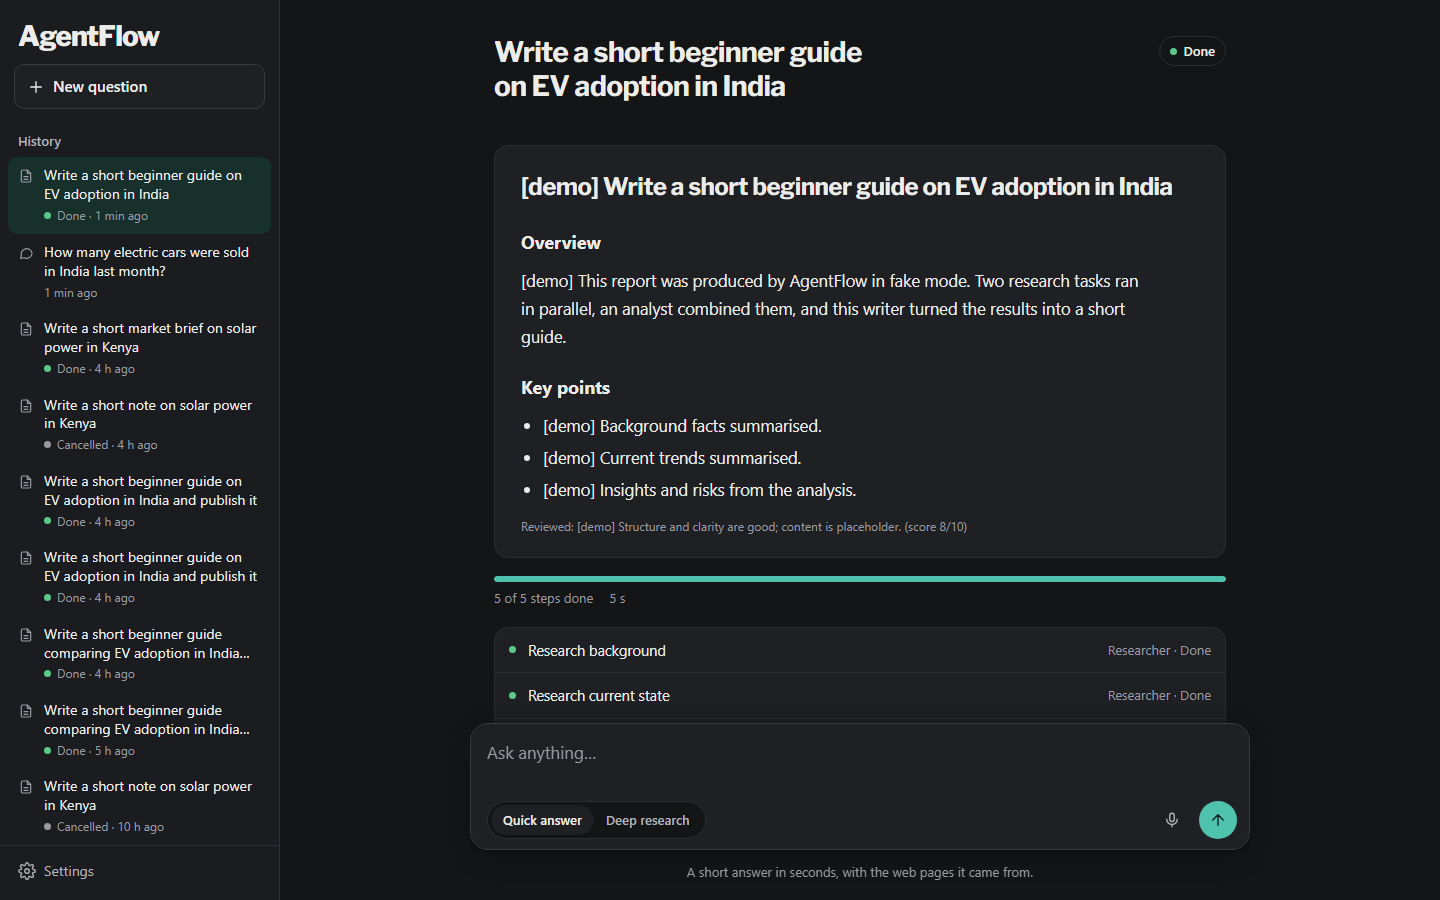 AgentFlow
New question
History
Write a short beginner guide on
EV adoption in India
Done · 1 min ago
How many electric cars were sold
in India last month?
1 min ago
Write a short market brief on solar
power in Kenya
Done · 4 h ago
Write a short note on solar power
in Kenya
Cancelled · 4 h ago
Write a short beginner guide on
EV adoption in India and publish it
Done · 4 h ago
Write a short beginner guide on
EV adoption in India and publish it
Done · 4 h ago
Write a short beginner guide
comparing EV adoption in India...
Done · 4 h ago
Write a short beginner guide
comparing EV adoption in India...
Done · 5 h ago
Write a short note on solar power
in Kenya
Cancelled · 10 h ago
Settings
Write a short beginner guide
on EV adoption in India
Done
[demo] Write a short beginner guide on EV adoption in India
Overview
[demo] This report was produced by AgentFlow in fake mode. Two research tasks ran
in parallel, an analyst combined them, and this writer turned the results into a short
guide.
Key points
• [demo] Background facts summarised.
• [demo] Current trends summarised.
• [demo] Insights and risks from the analysis.
Reviewed: [demo] Structure and clarity are good; content is placeholder. (score 8/10)
5 of 5 steps done 5 s
Research background Researcher · Done
Research current state Researcher · Done
Ask anything...
Quick answer Deep research
A short answer in seconds, with the web pages it came from.